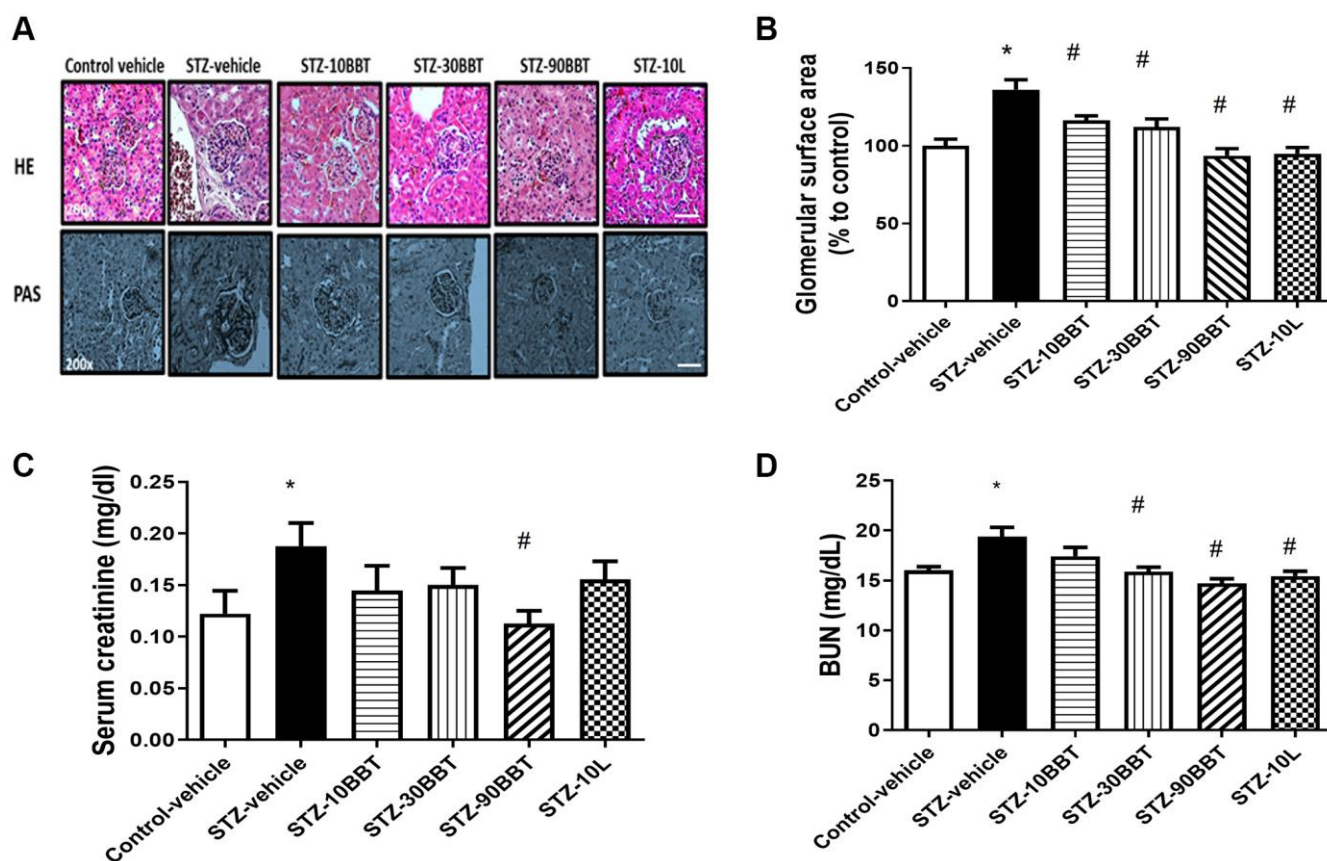 A
Control vehicle STZ-vehicle STZ-10BBT STZ-30BBT STZ-90BBT STZ-10L
HE
200x
PAS
200x
B
Glomerular surface area
(% to control)
150
100
50
0
*
#
#
#
#
Control-vehicle
STZ-vehicle
STZ-10BBT
STZ-30BBT
STZ-90BBT
STZ-10L
C
Serum creatinine (mg/dl)
0.25
0.20
0.15
0.10
0.05
0.00
*
#
Control-vehicle
STZ-vehicle
STZ-10BBT
STZ-30BBT
STZ-90BBT
STZ-10L
D
BUN (mg/dL)
25
20
15
10
5
0
*
#
#
#
Control-vehicle
STZ-vehicle
STZ-10BBT
STZ-30BBT
STZ-90BBT
STZ-10L